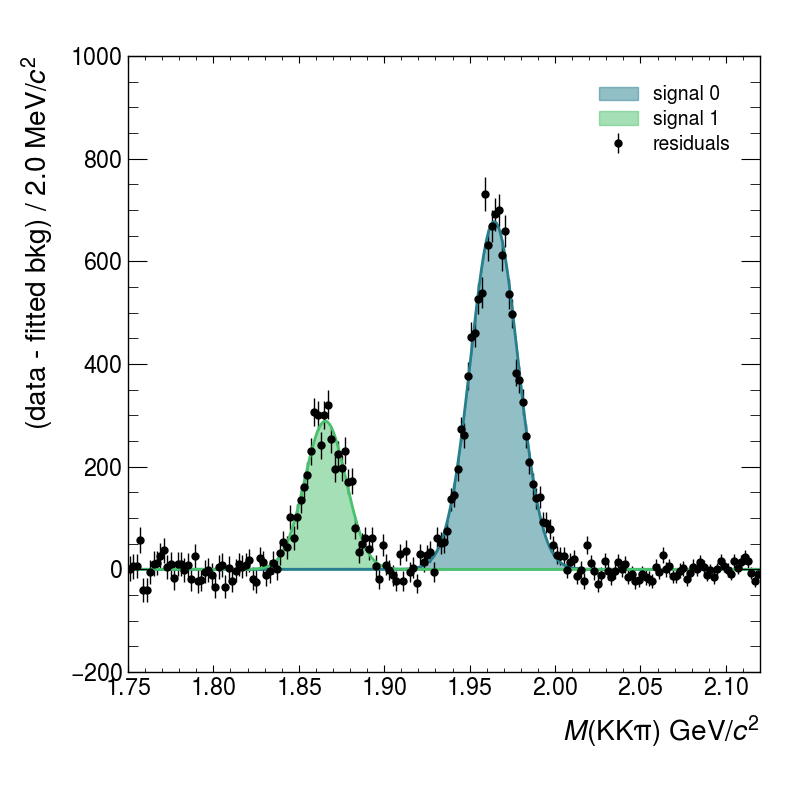 (data - fitted bkg) / 2.0 MeV/c²
1000
800
600
400
200
0
−200
signal 0
signal 1
residuals
1.75 1.80 1.85 1.90 1.95 2.00 2.05 2.10
M(KKπ) GeV/c²